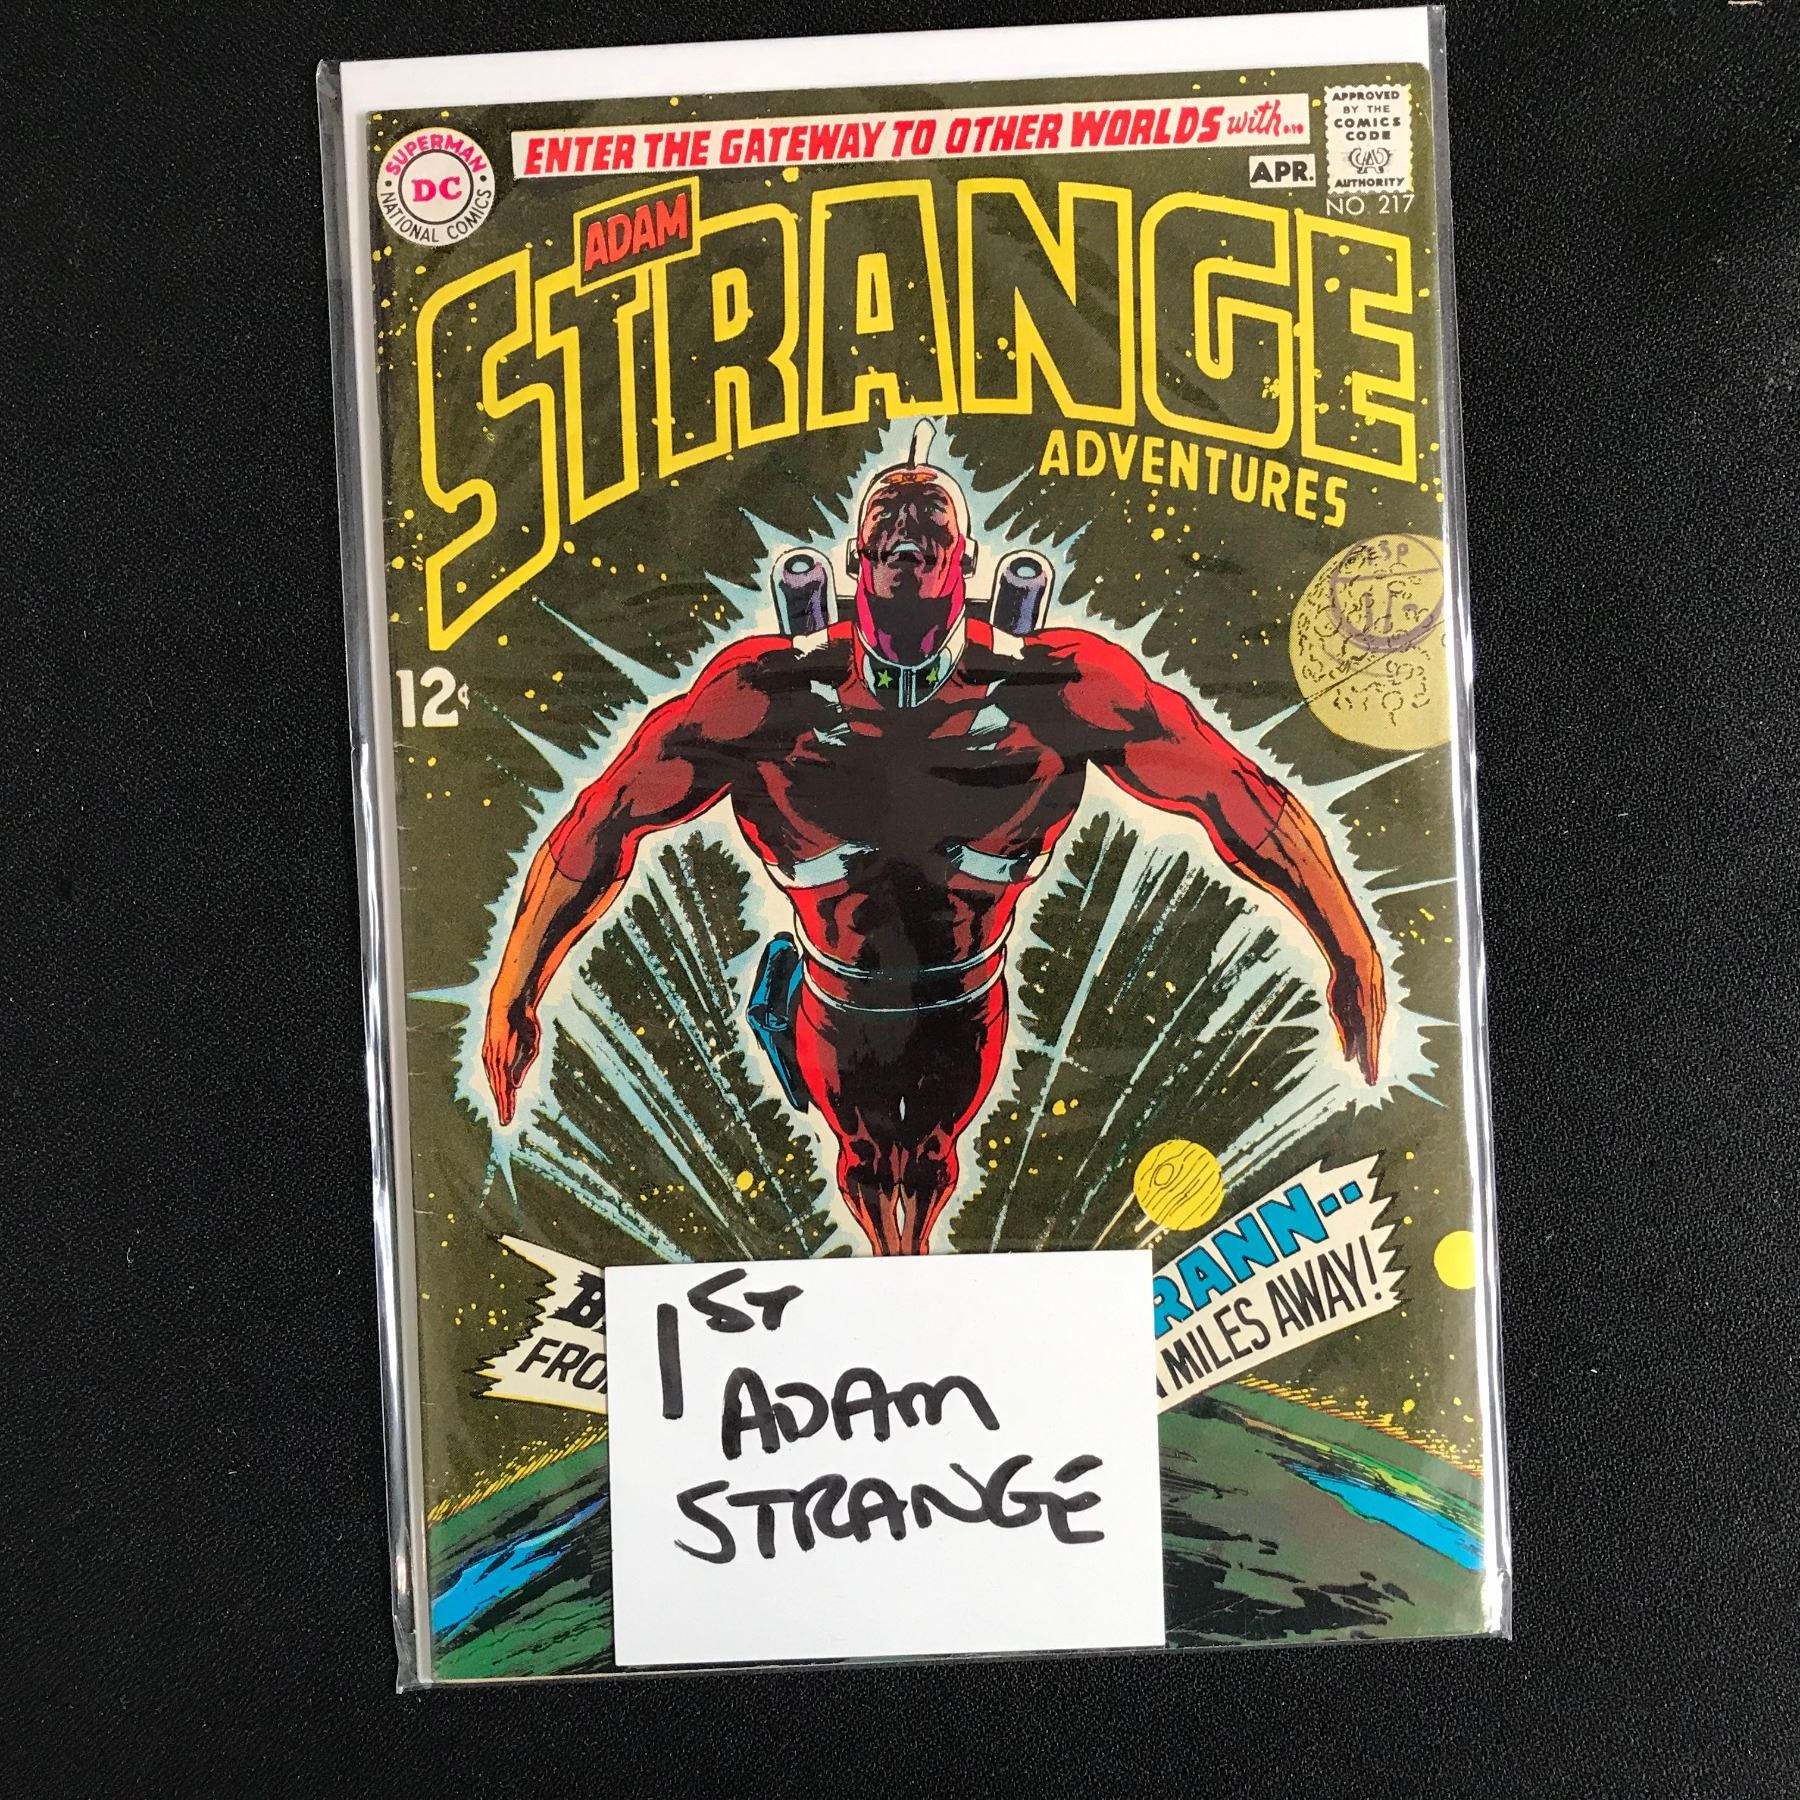 ENTER THE GATEWAY TO OTHER WORLDS with...
SUPERMAN
DC
NATIONAL COMICS
APPROVED
BY THE
COMICS
CODE
AUTHORITY
APR.
NO. 217
ADAM
STRANGE
ADVENTURES
12¢
RANN--
MILES AWAY!
1ST
ADAM
STRANGE